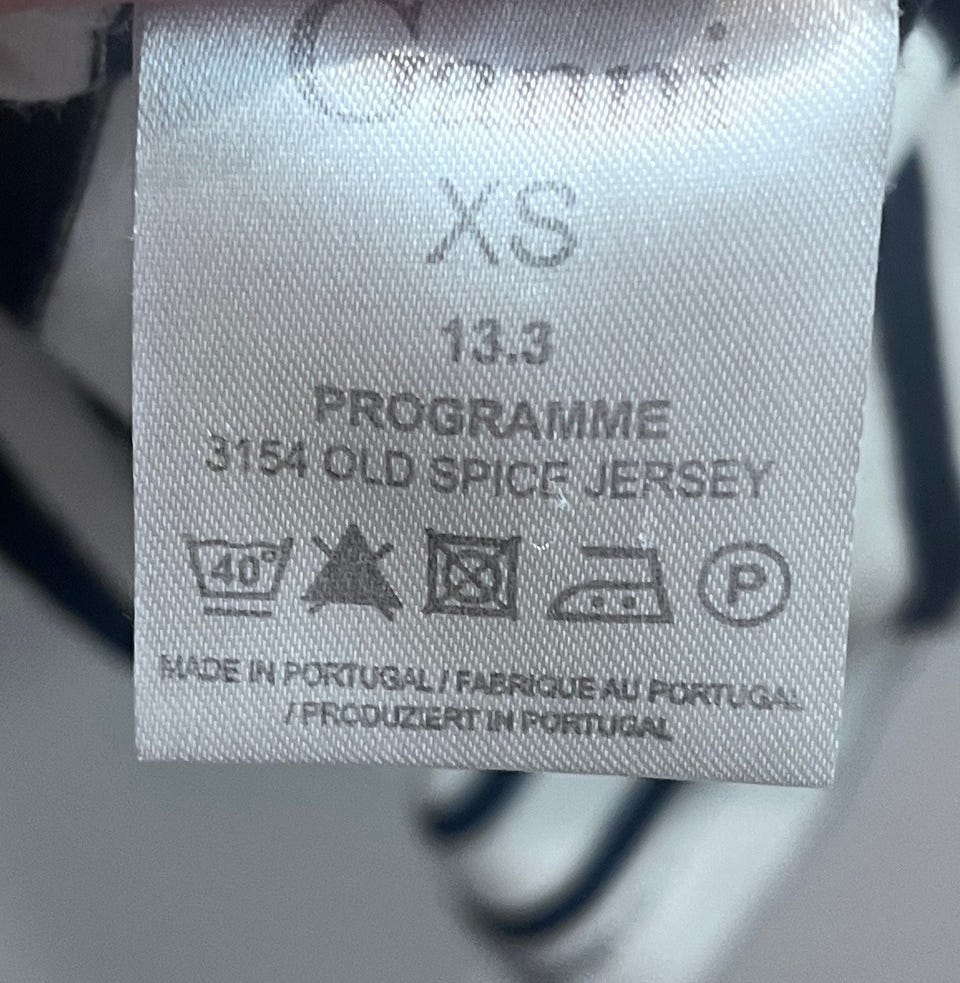 XS
13.3
PROGRAMME
3154 OLD SPICE JERSEY
40° P
MADE IN PORTUGAL / FABRIQUE AU PORTUGAL
/ PRODUZIERT IN PORTUGAL